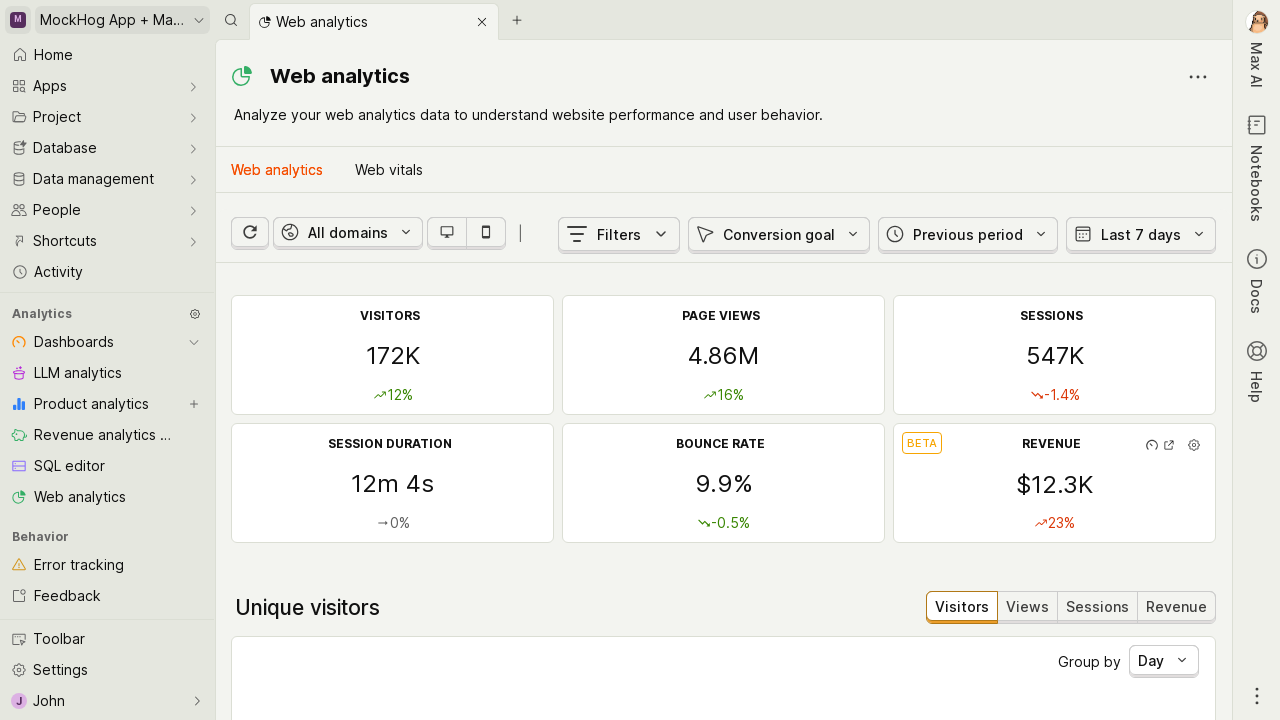 M
MockHog App + Ma...
Web analytics
Home
Apps
Project
Database
Data management
People
Shortcuts
Activity
Analytics
Dashboards
LLM analytics
Product analytics
Revenue analytics ...
SQL editor
Web analytics
Behavior
Error tracking
Feedback
Toolbar
Settings
J
John
Web analytics
Analyze your web analytics data to understand website performance and user behavior.
Web analytics
Web vitals
All domains
Filters
Conversion goal
Previous period
Last 7 days
VISITORS
172K
12%
PAGE VIEWS
4.86M
16%
SESSIONS
547K
-1.4%
SESSION DURATION
12m 4s
0%
BOUNCE RATE
9.9%
-0.5%
BETA
REVENUE
$12.3K
23%
Unique visitors
Visitors
Views
Sessions
Revenue
Group by
Day
Max AI
Notebooks
Docs
Help